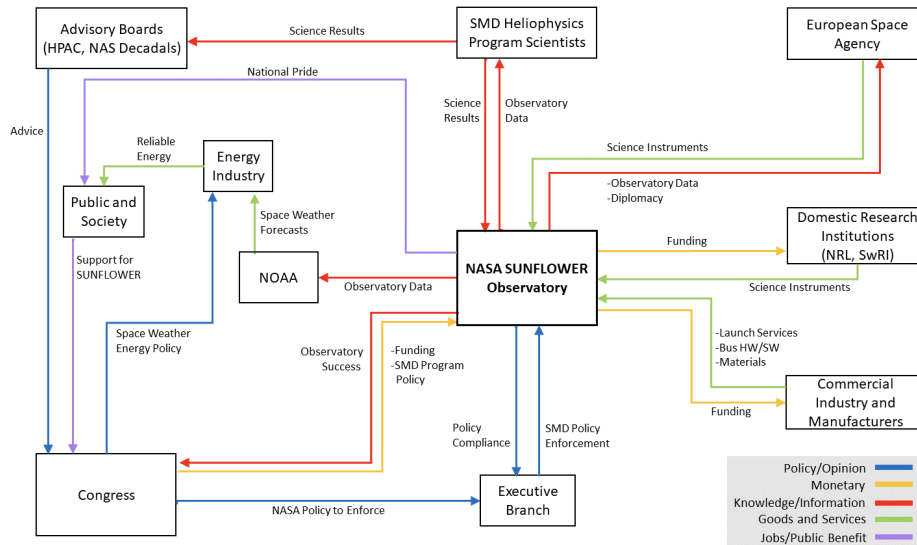 Advisory Boards
(HPAC, NAS Decadals)
Science Results
SMD Heliophysics
Program Scientists
European Space
Agency
National Pride
Advice
Science
Results
Observatory
Data
Reliable
Energy
Energy
Industry
Science Instruments
Public and
Society
-Observatory Data
-Diplomacy
Space Weather
Forecasts
Domestic Research
Institutions
(NRL, SwRI)
Funding
Support for
SUNFLOWER
NOAA
Observatory Data
NASA SUNFLOWER
Observatory
Science Instruments
Space Weather
Energy Policy
Observatory
Success
-Funding
-SMD Program
Policy
-Launch Services
-Bus HW/SW
-Materials
Commercial
Industry and
Manufacturers
Funding
Policy
Compliance
SMD Policy
Enforcement
Congress
NASA Policy to Enforce
Executive
Branch
Policy/Opinion
Monetary
Knowledge/Information
Goods and Services
Jobs/Public Benefit